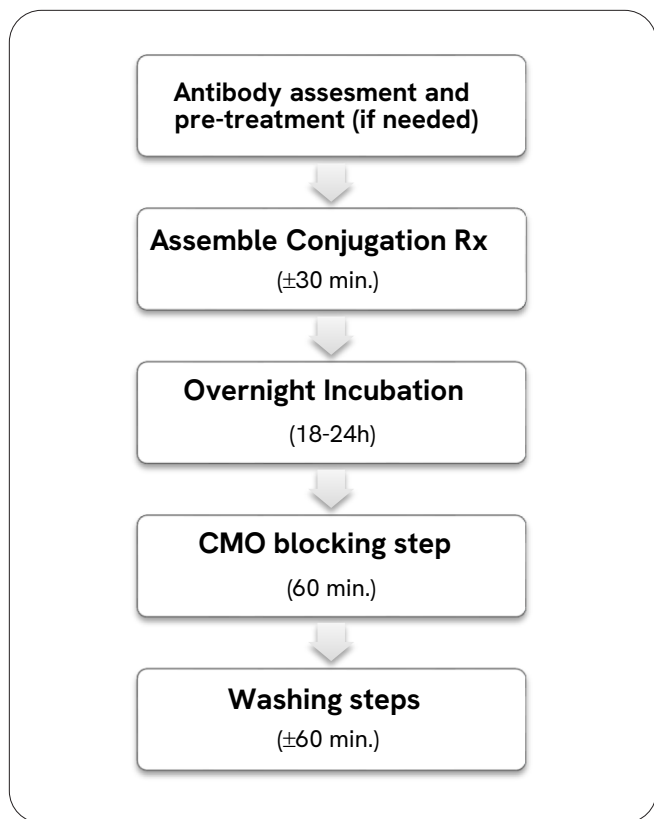 Antibody assesment and
pre-treatment (if needed)
Assemble Conjugation Rx
(±30 min.)
Overnight Incubation
(18-24h)
CMO blocking step
(60 min.)
Washing steps
(±60 min.)